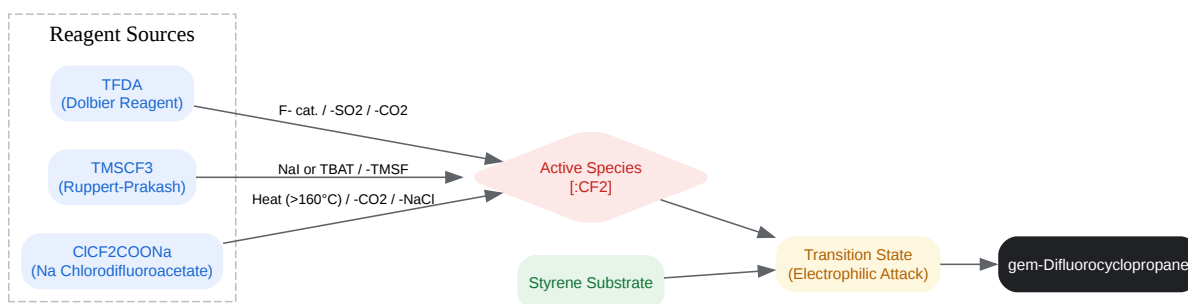 Reagent Sources
TFDA
(Dolbier Reagent)
F- cat. / -SO2 / -CO2
TMSCF3
(Ruppert-Prakash)
NaI or TBAT / -TMSF
Heat (>160°C) / -CO2 / -NaCl
ClCF2COONa
(Na Chlorodifluoroacetate)
Active Species
[:CF2]
Styrene Substrate
Transition State
(Electrophilic Attack)
gem-Difluorocyclopropane